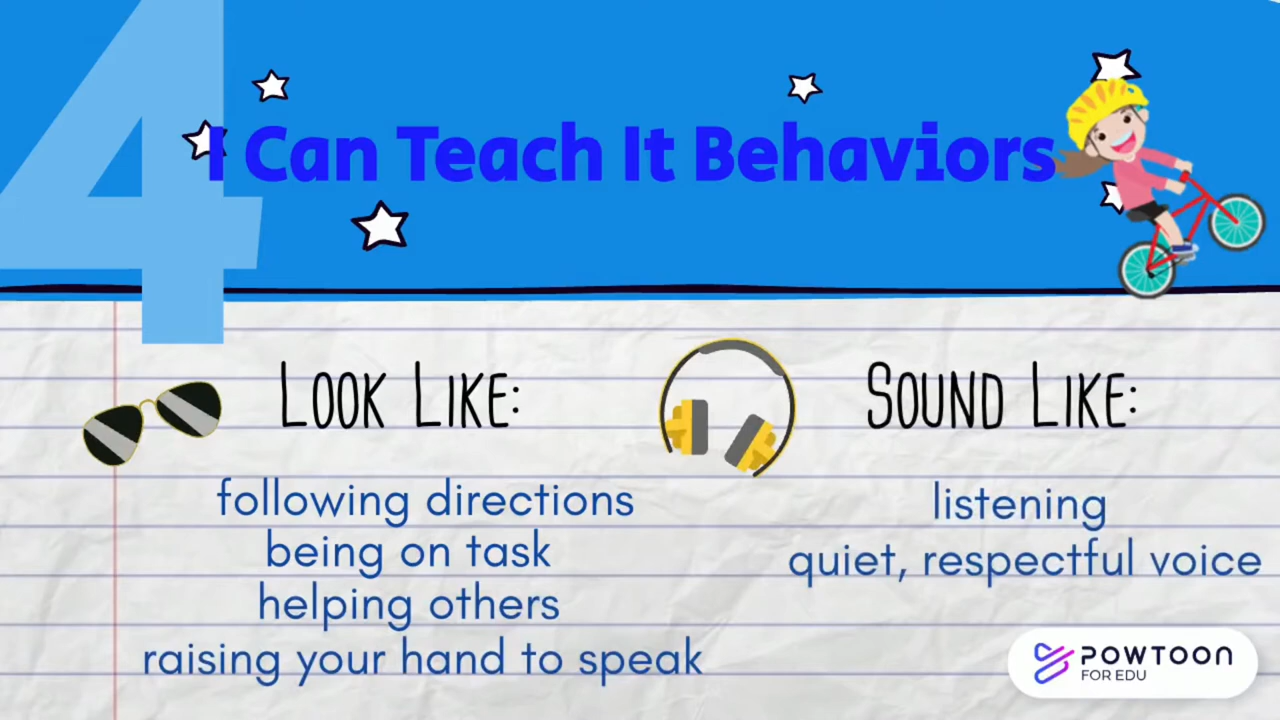 4
I Can Teach It Behaviors
LOOK LIKE:
following directions
being on task
helping others
raising your hand to speak
SOUND LIKE:
listening
quiet, respectful voice
POWTOON
FOR EDU